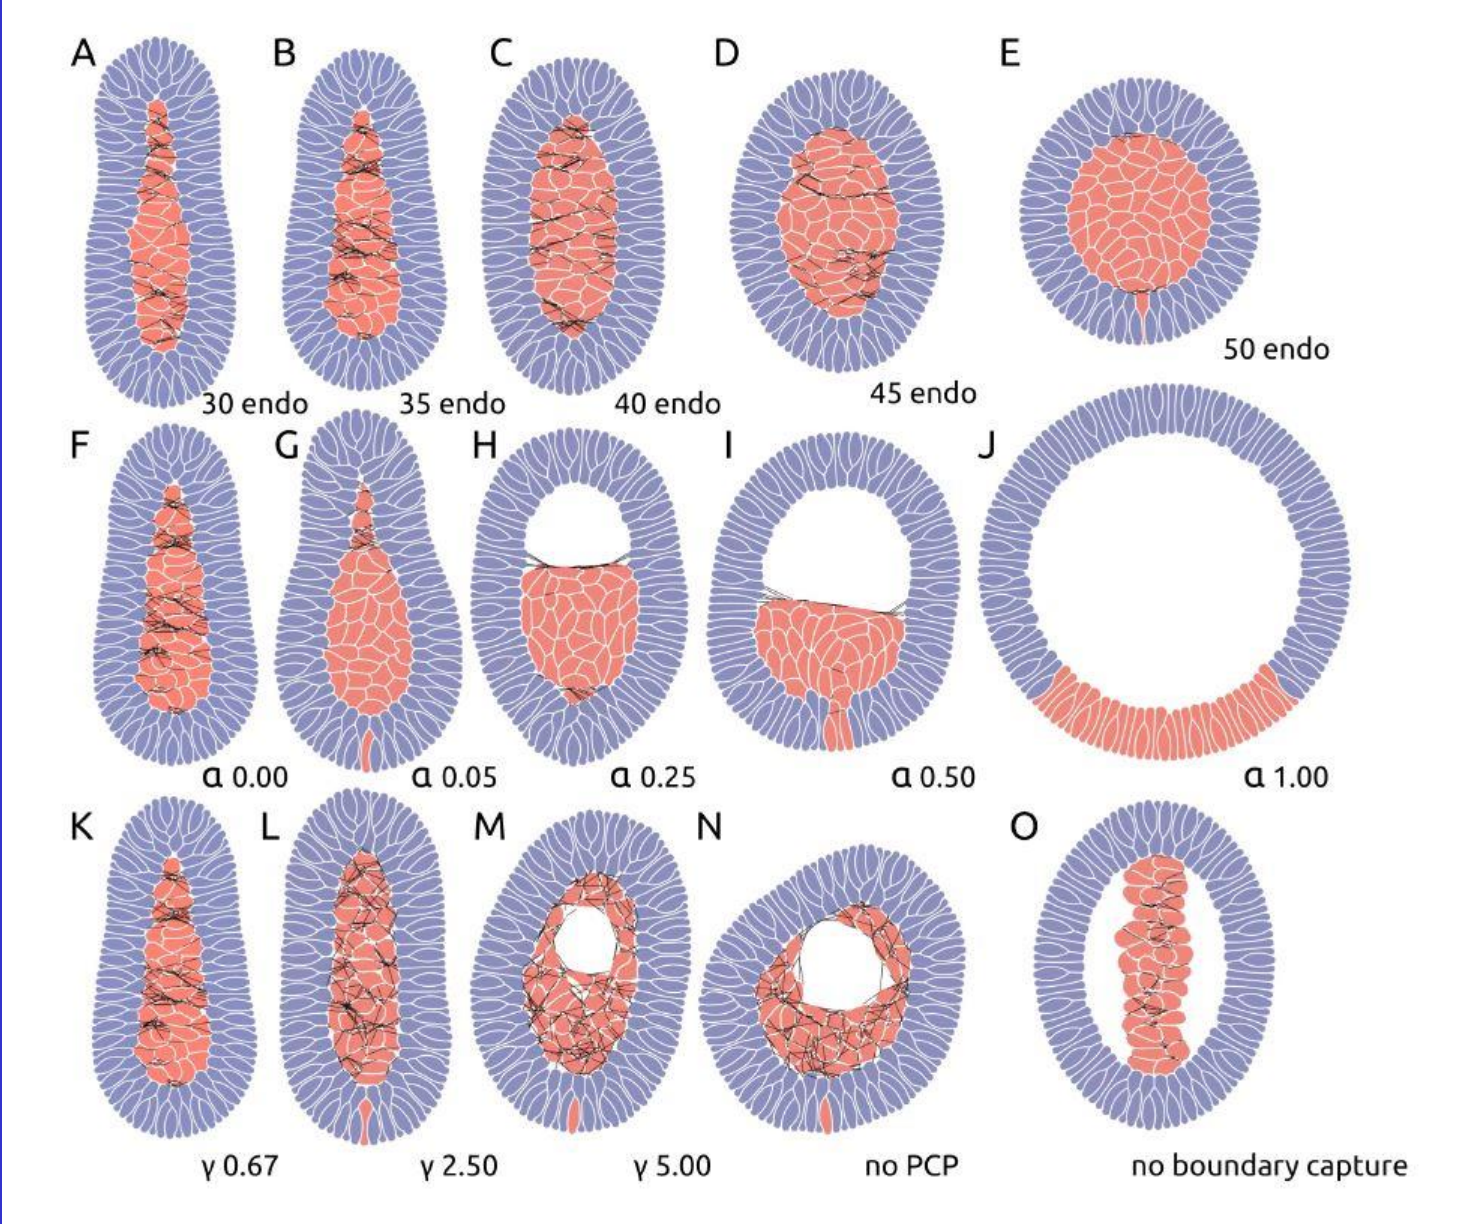 A B C D E
50 endo
45 endo
30 endo 35 endo 40 endo
F G H I J
ɑ 0.00 ɑ 0.05 ɑ 0.25 ɑ 0.50 ɑ 1.00
K L M N O
γ 0.67 γ 2.50 γ 5.00 no PCP no boundary capture